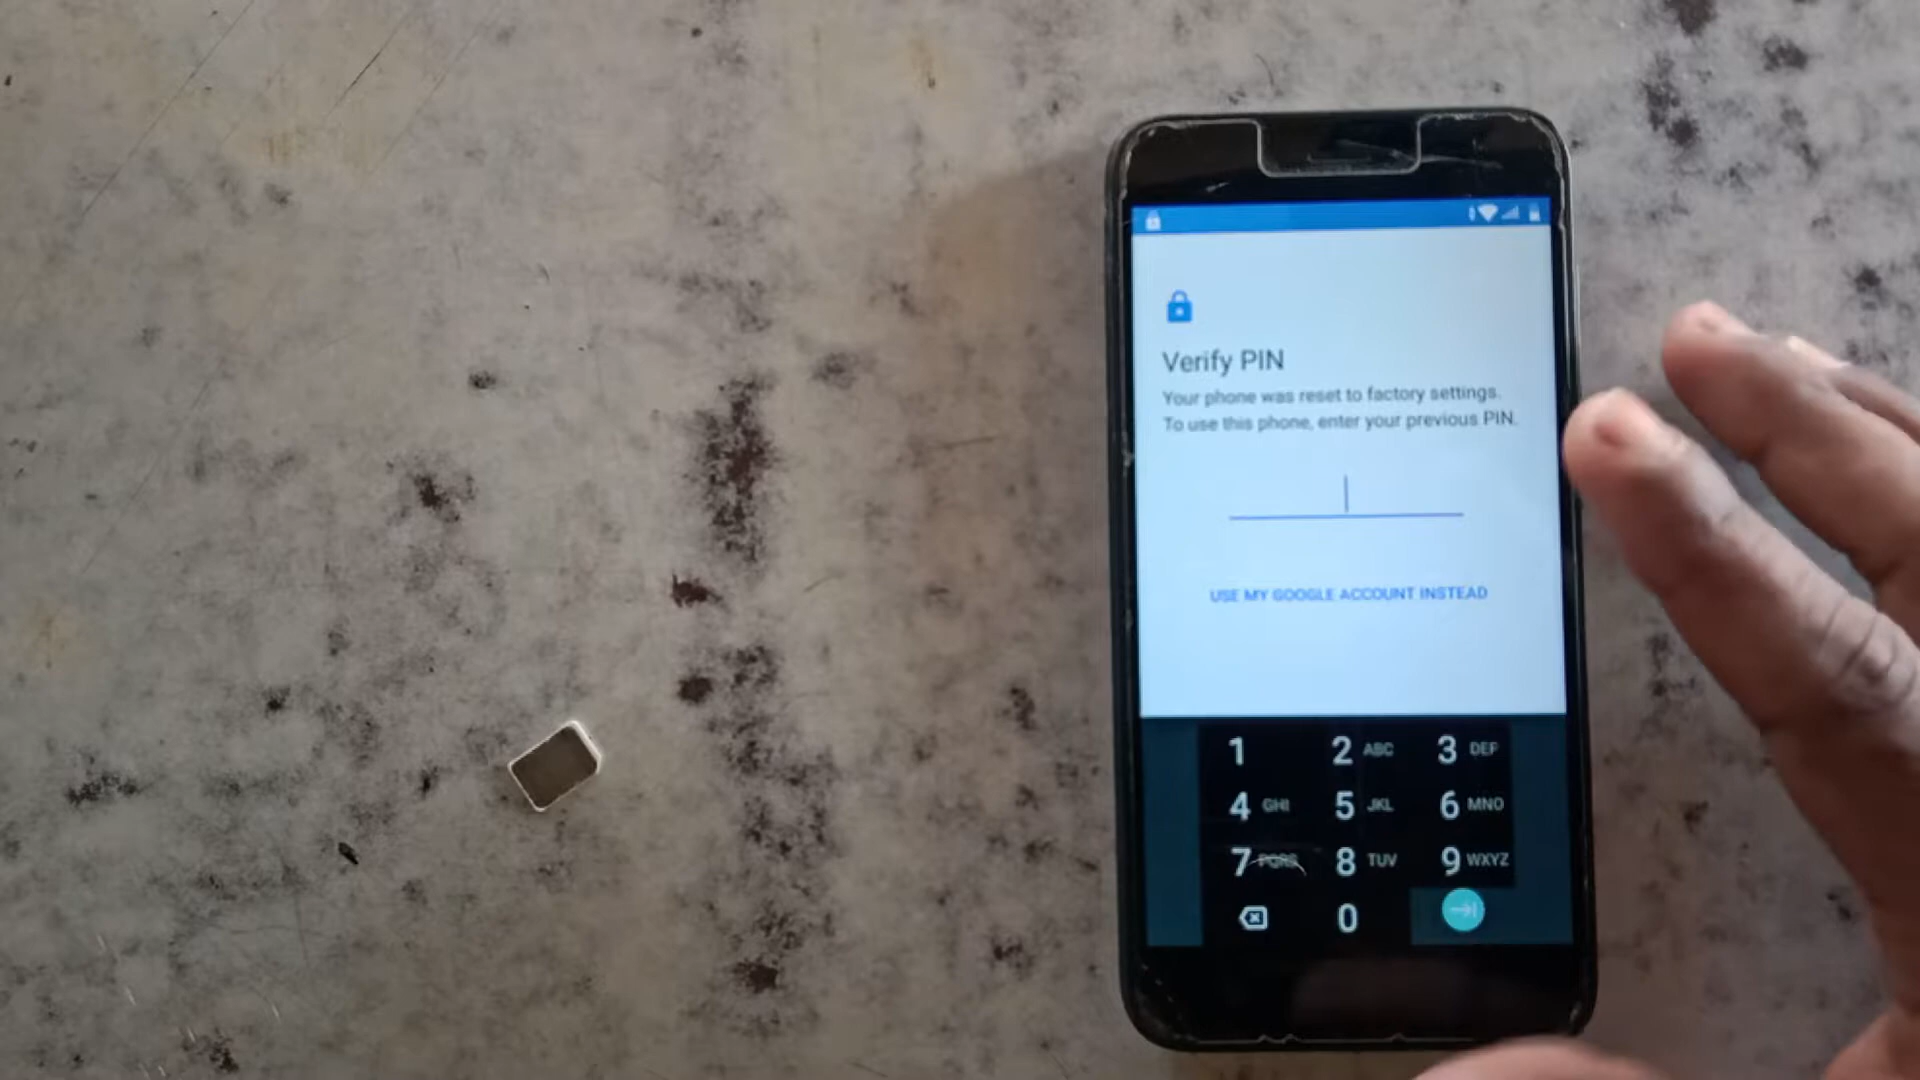 Verify PIN
Your phone was reset to factory settings.
To use this phone, enter your previous PIN.
USE MY GOOGLE ACCOUNT INSTEAD
1 2 ABC 3 DEF
4 GHI 5 JKL 6 MNO
7 PQRS 8 TUV 9 WXYZ
0